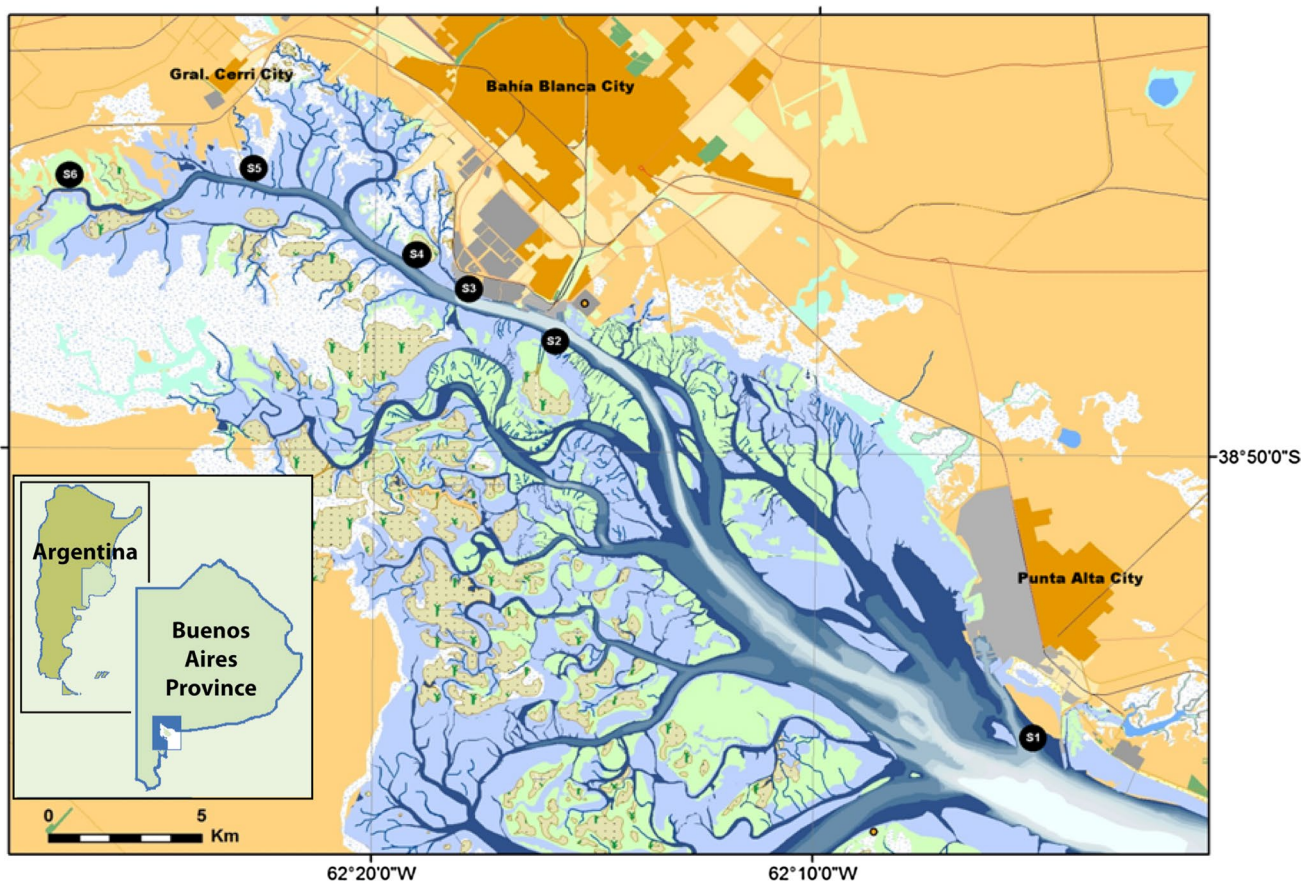 Gral. Cerri City
Bahía Blanca City
S6
S5
S4
S3
S2
38°50'0"S
Argentina
Punta Alta City
Buenos
Aires
Province
S1
0 5
Km
62°20'0"W
62°10'0"W